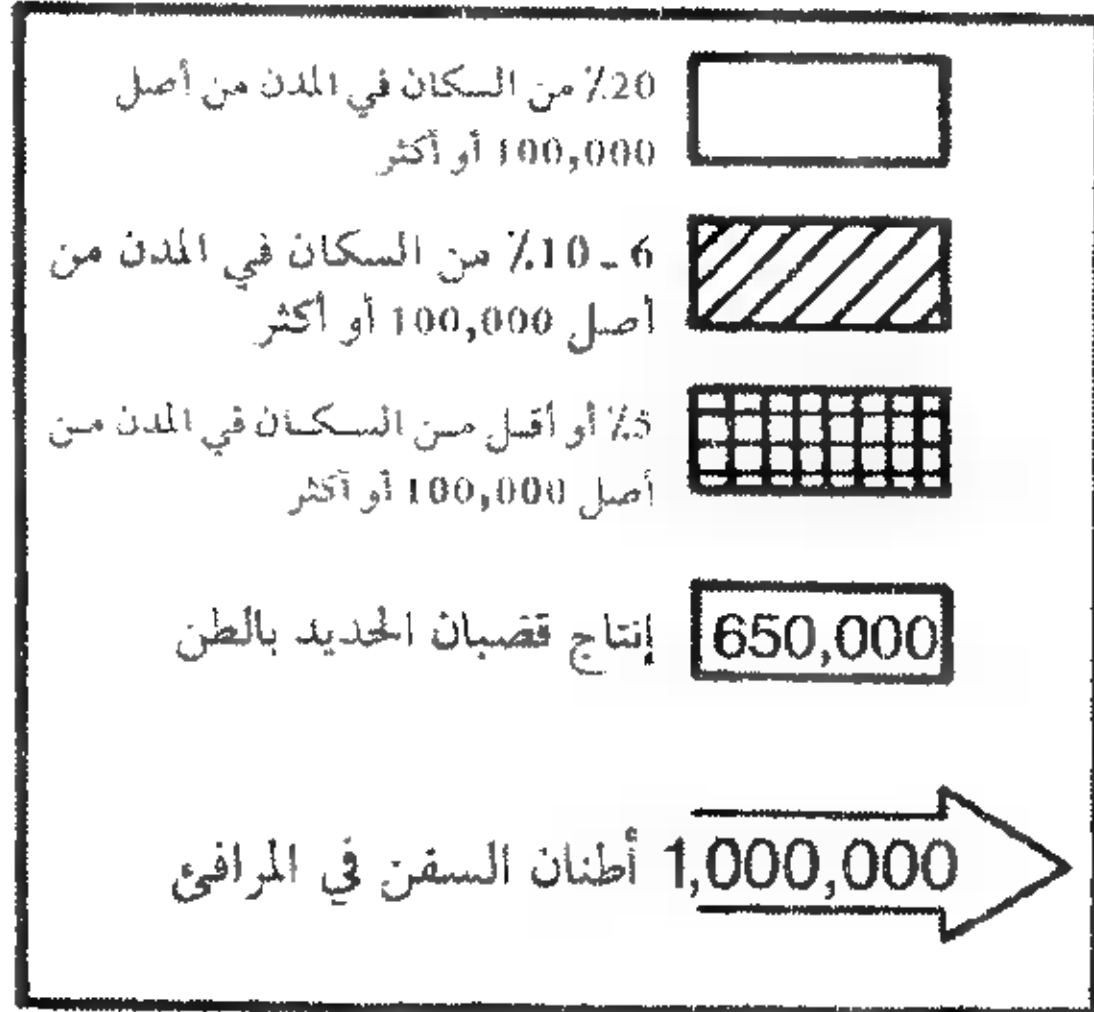 20٪ من السكان في المدن من أصل
100,000 أو أكثر
6 ـ 10٪ من السكان في المدن من
أصل 100,000 أو أكثر
5٪ أو أقل من السكان في المدن من
أصل 100,000 أو أكثر
650,000 إنتاج قضبان الحديد بالطن
1,000,000 أطنان السفن في المرافئ